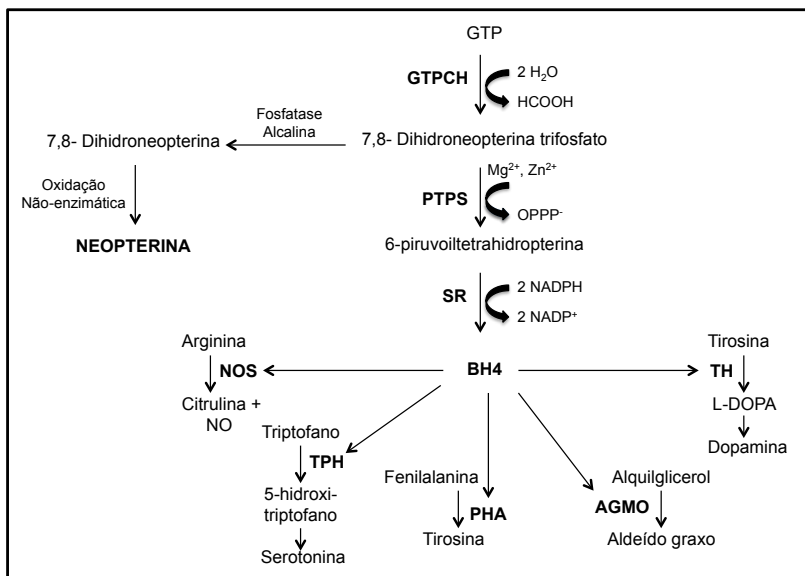 GTP
GTPCH
2 H₂O
HCOOH
Fosfatase
Alcalina
7,8- Dihidroneopterina
7,8- Dihidroneopterina trifosfato
Oxidação
Não-enzimática
NEOPTERINA
Mg²⁺, Zn²⁺
PTPS
OPPP⁻
6-piruvoiltetrahidropterina
SR
2 NADPH
2 NADP⁺
Arginina
NOS
Citrulina +
NO
BH4
Tirosina
TH
L-DOPA
Dopamina
Triptofano
TPH
5-hidroxi-
triptofano
Serotonina
Fenilalanina
PHA
Tirosina
Alquilglicerol
AGMO
Aldeído graxo